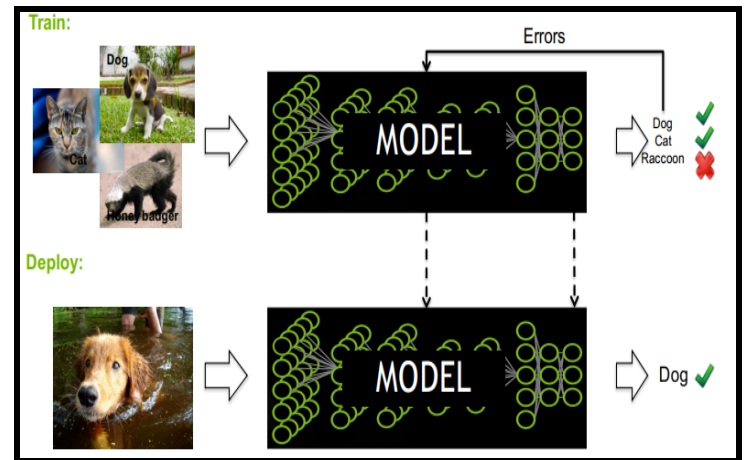 Train:
Errors
Dog
Cat
Honey badger
MODEL
Dog
Cat
Raccoon
Deploy:
MODEL
Dog